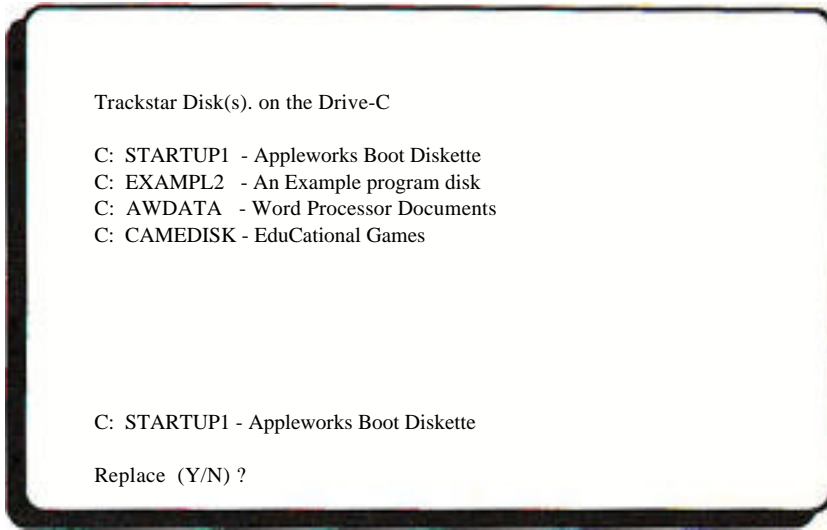 Trackstar Disk(s). on the Drive-C
C: STARTUP1 - Appleworks Boot Diskette
C: EXAMPL2 - An Example program disk
C: AWDATA - Word Processor Documents
C: CAMEDISK - EduCational Games
C: STARTUP1 - Appleworks Boot Diskette
Replace (Y/N) ?